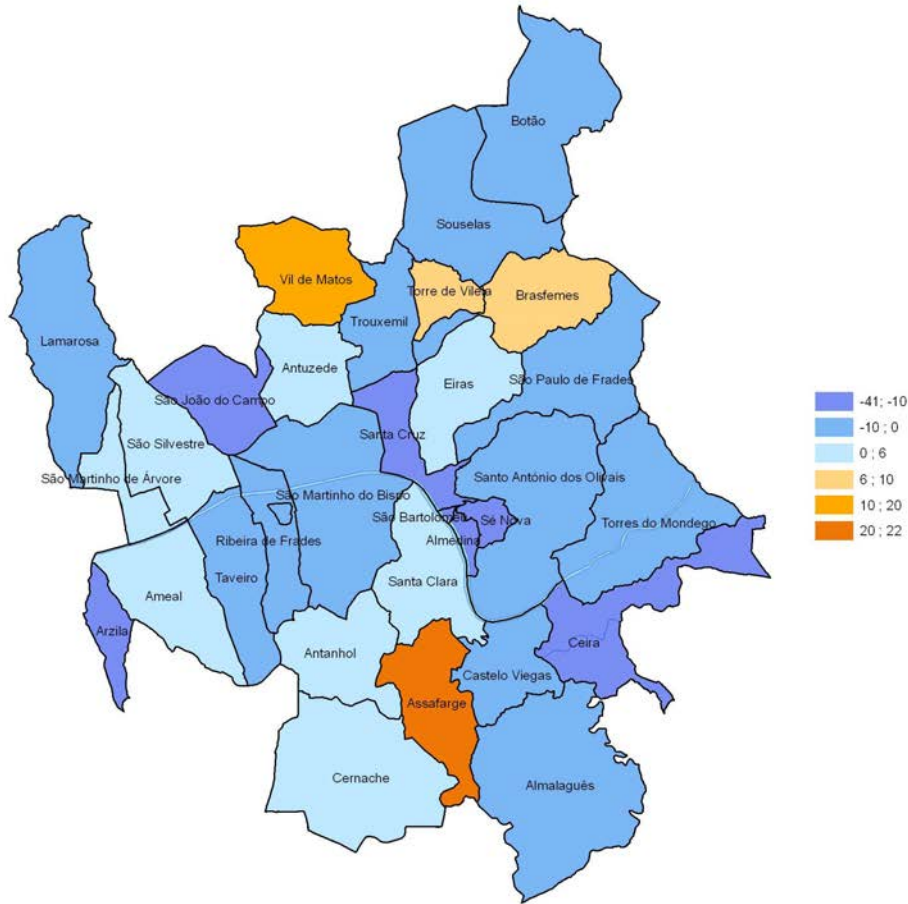 Botão
Souselas
Vil de Matos
Torre de Vilela
Brasfemes
Trouxemil
Lamarosa
Antuzede
Eiras
São Paulo de Frades
São João do Campo
São Silvestre
Santa Cruz
São Martinho de Árvore
Santo António dos Olivais
São Martinho do Bispo
São Bartolomeu
Sé Nova
Torres do Mondego
Ribeira de Frades
Almedina
Taveiro
Santa Clara
Ameal
Arzila
Ceira
Antanhol
Castelo Viegas
Assafarge
Cernache
Almalaguês
-41 ; -10
-10 ; 0
0 ; 6
6 ; 10
10 ; 20
20 ; 22